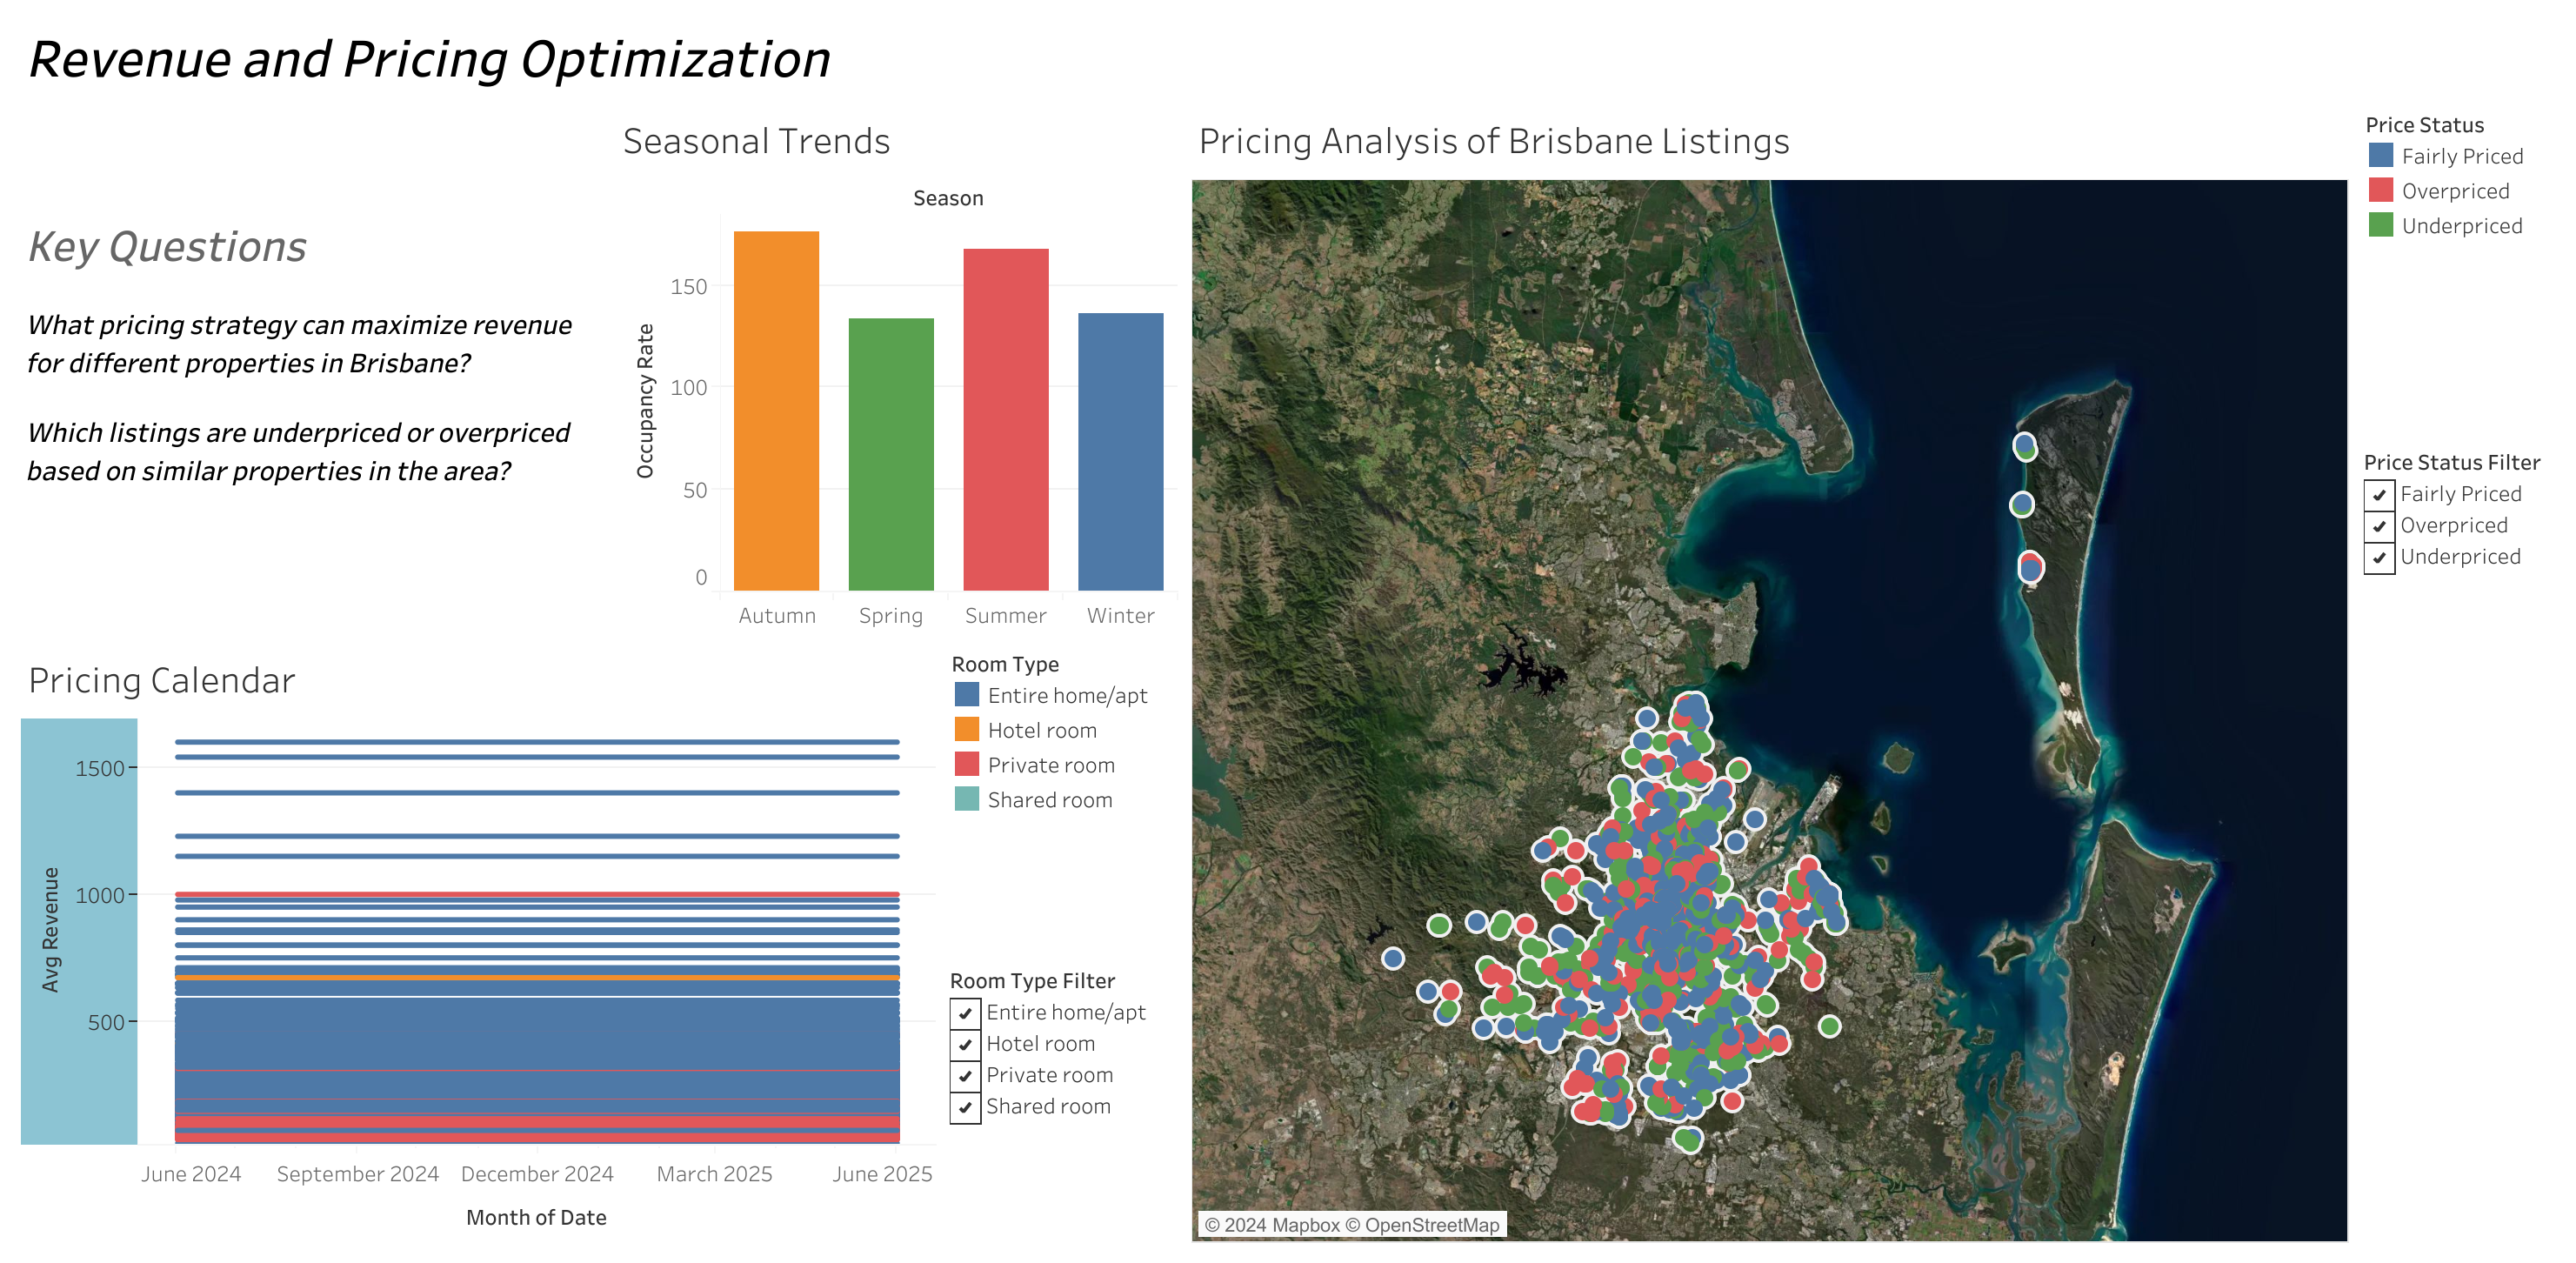 Revenue and Pricing Optimization
Key Questions
What pricing strategy can maximize revenue
for different properties in Brisbane?
Which listings are underpriced or overpriced
based on similar properties in the area?
Seasonal Trends
Season
Occupancy Rate
150
100
50
0
Autumn Spring Summer Winter
Pricing Calendar
Avg Revenue
1500
1000
500
June 2024 September 2024 December 2024 March 2025 June 2025
Month of Date
Room Type
Entire home/apt
Hotel room
Private room
Shared room
Room Type Filter
Entire home/apt
Hotel room
Private room
Shared room
Pricing Analysis of Brisbane Listings
© 2024 Mapbox © OpenStreetMap
Price Status
Fairly Priced
Overpriced
Underpriced
Price Status Filter
Fairly Priced
Overpriced
Underpriced